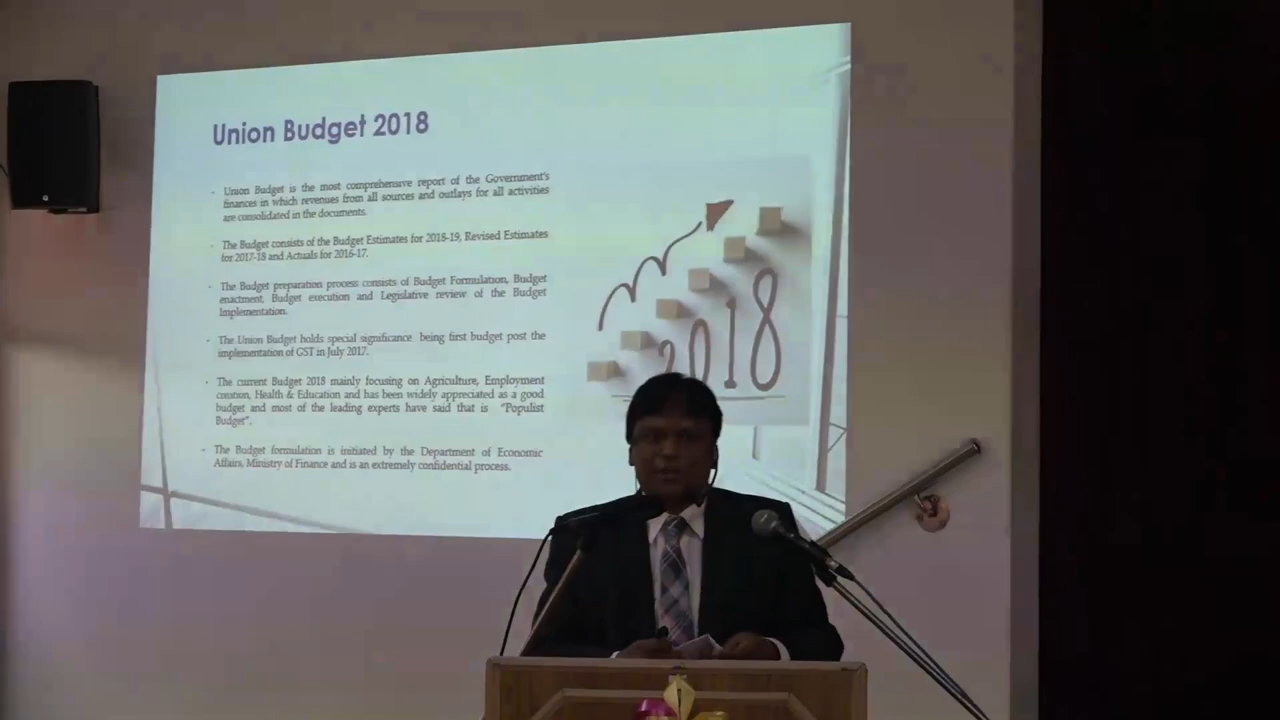 Union Budget 2018
- Union Budget is the most comprehensive report of the Government's
finances in which revenues from all sources and outlays for all activities
are consolidated in the documents.
- The Budget consists of the Budget Estimates for 2018-19, Revised Estimates
for 2017-18 and Actuals for 2016-17.
- The Budget preparation process consists of Budget Formulation, Budget
enactment, Budget execution and Legislative review of the Budget
Implementation.
- The Union Budget holds special significance being first budget post the
implementation of GST in July 2017.
- The current Budget 2018 mainly focusing on Agriculture, Employment
creation, Health & Education and has been widely appreciated as a good
budget and most of the leading experts have said that is "Populist
Budget".
- The Budget formulation is initiated by the Department of Economic
Affairs, Ministry of Finance and is an extremely confidential process.
2018